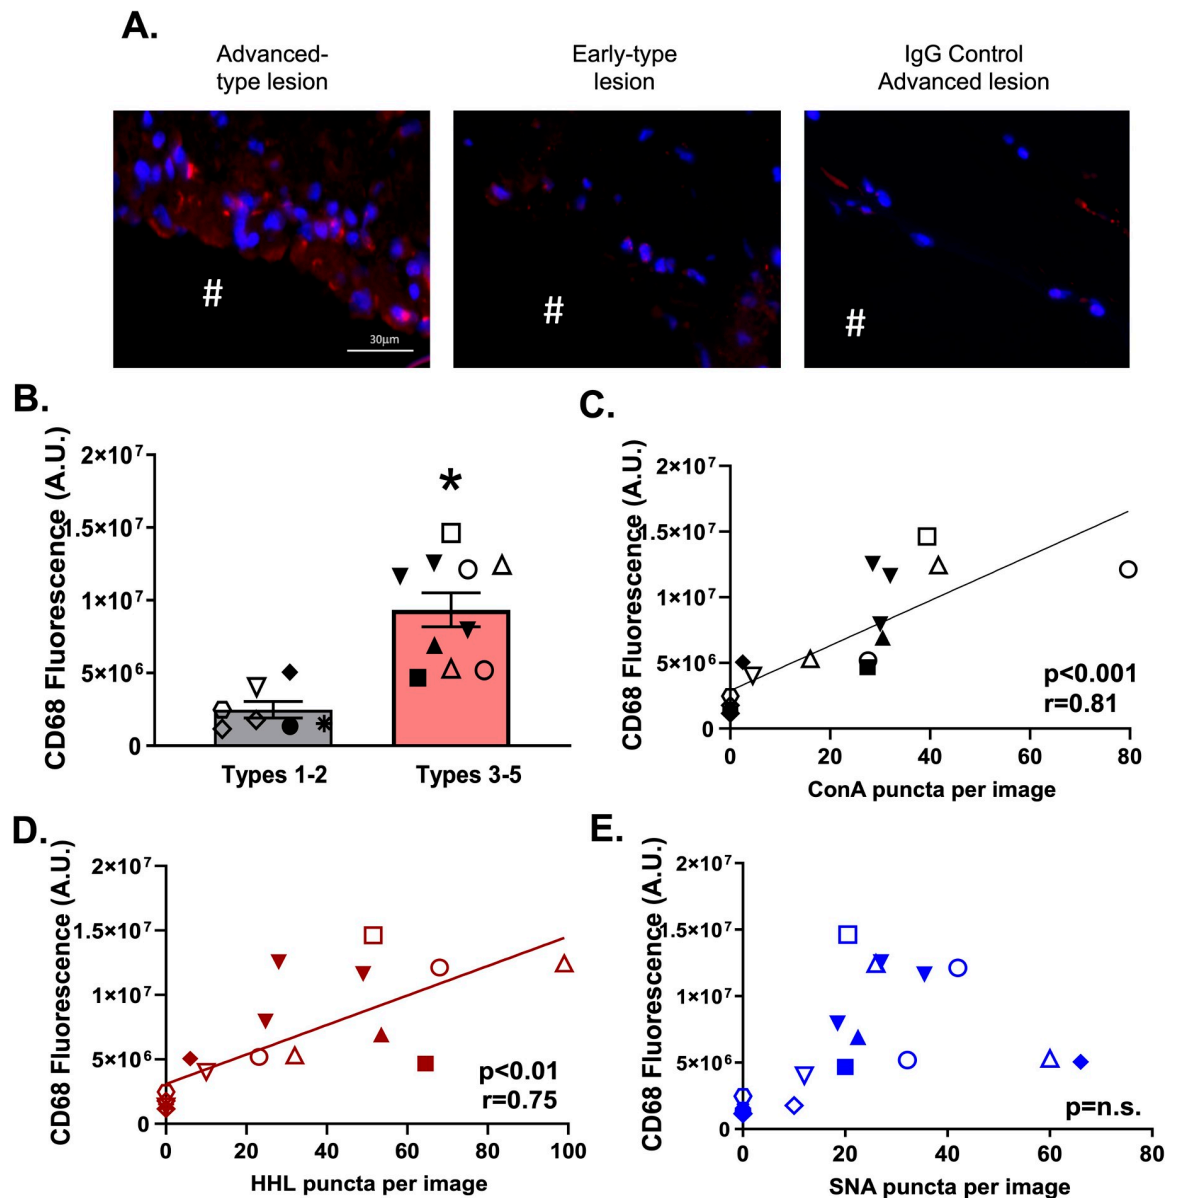 A.
Advanced-
type lesion
Early-type
lesion
IgG Control
Advanced lesion
#
30µm
#
#
B.
CD68 Fluorescence (A.U.)
2×10⁷
1.5×10⁷
1×10⁷
5×10⁶
0
*
Types 1-2
Types 3-5
C.
CD68 Fluorescence (A.U.)
2×10⁷
1.5×10⁷
1×10⁷
5×10⁶
0
p<0.001
r=0.81
0 20 40 60 80
ConA puncta per image
D.
CD68 Fluorescence (A.U.)
2×10⁷
1.5×10⁷
1×10⁷
5×10⁶
0
p<0.01
r=0.75
0 20 40 60 80 100
HHL puncta per image
E.
CD68 Fluorescence (A.U.)
2×10⁷
1.5×10⁷
1×10⁷
5×10⁶
0
p=n.s.
0 20 40 60 80
SNA puncta per image